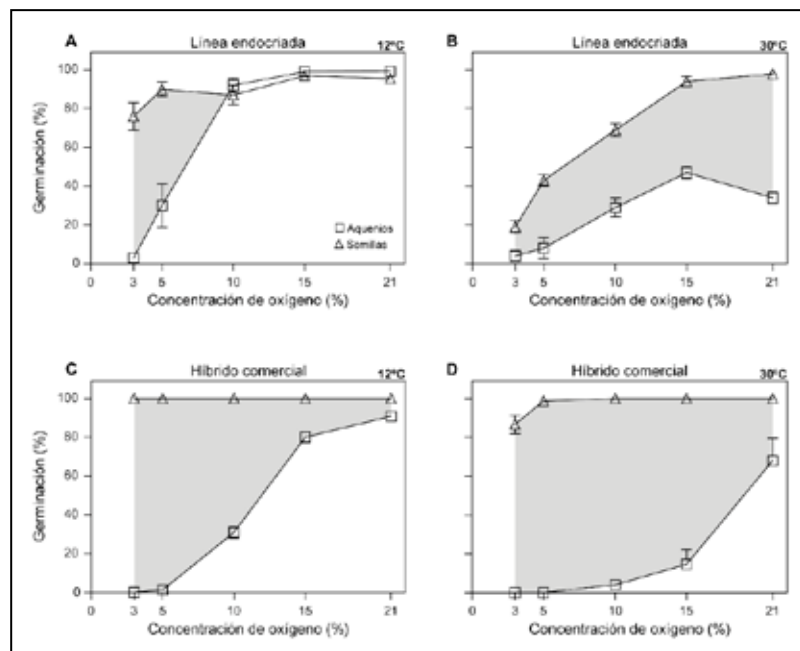 A Línea endocriada 12ºC
Germinación (%)
100
80
60
40
20
0
Aquenios
Semillas
0 3 5 10 15 21
Concentración de oxígeno (%)
B Línea endocriada 30ºC
0 3 5 10 15 21
Concentración de oxígeno (%)
C Híbrido comercial 12ºC
Germinación (%)
100
80
60
40
20
0
0 3 5 10 15 21
Concentración de oxígeno (%)
D Híbrido comercial 30ºC
0 3 5 10 15 21
Concentración de oxígeno (%)